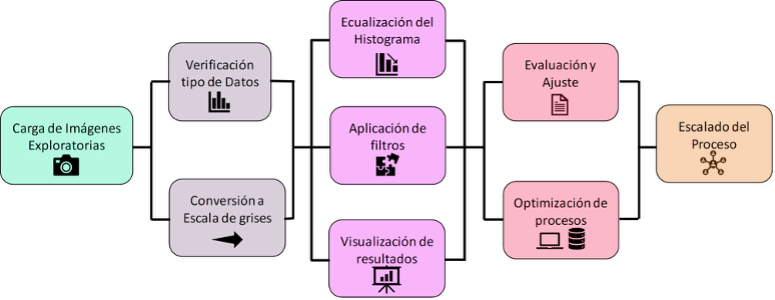 Carga de Imágenes
Exploratorias
Verificación
tipo de Datos
Conversión a
Escala de grises
Ecualización del
Histograma
Aplicación de
filtros
Visualización de
resultados
Evaluación y
Ajuste
Optimización de
procesos
Escalado del
Proceso